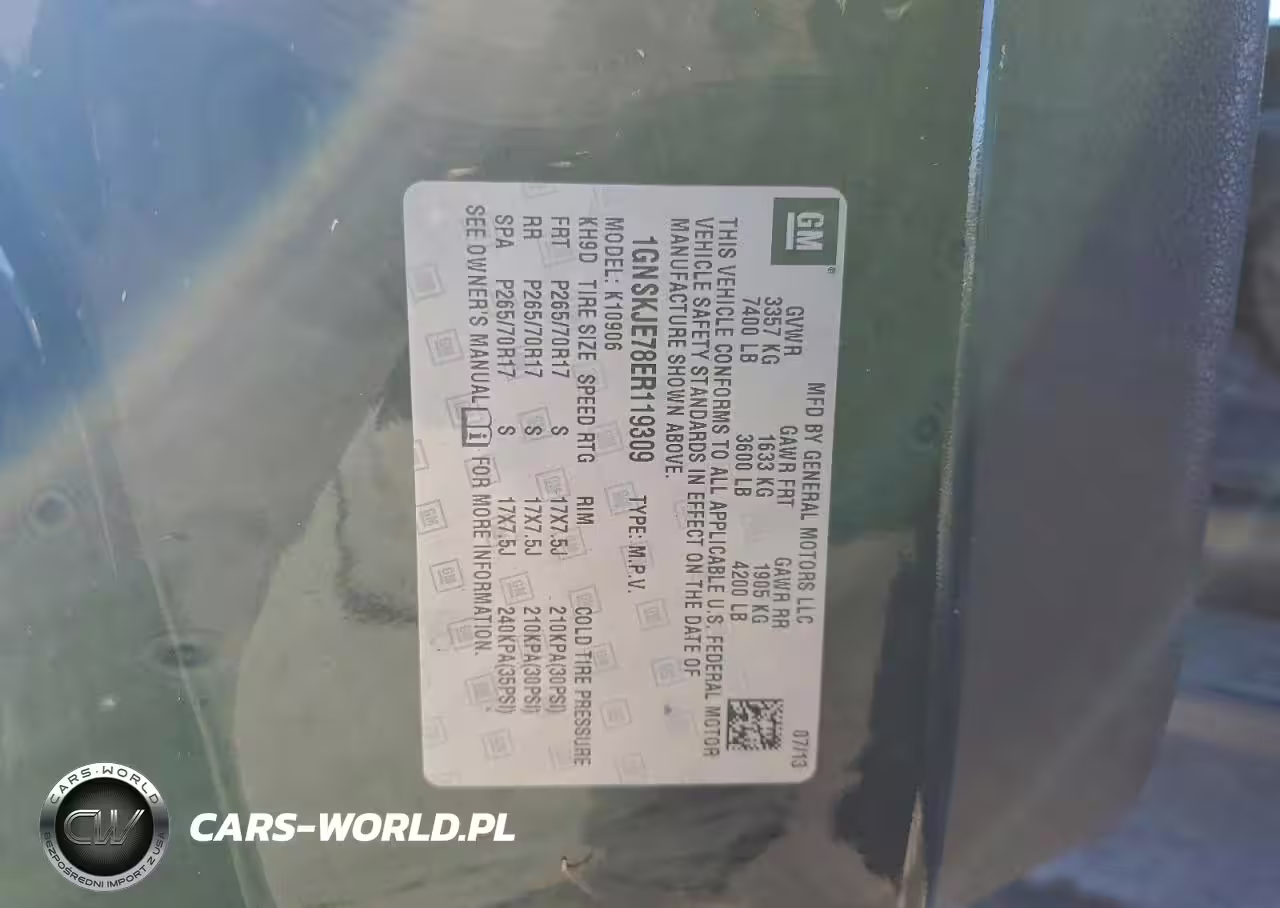 GM
MFD BY GENERAL MOTORS LLC 07/13
GVWR GAWR FRT GAWR RR
3357 KG 1633 KG 1905 KG
7400 LB 3600 LB 4200 LB
THIS VEHICLE CONFORMS TO ALL APPLICABLE U.S. FEDERAL MOTOR
VEHICLE SAFETY STANDARDS IN EFFECT ON THE DATE OF
MANUFACTURE SHOWN ABOVE.
1GNSKJE78ER119309 TYPE: M.P.V.
MODEL: K10906
KH9D TIRE SIZE SPEED RTG RIM COLD TIRE PRESSURE
FRT P265/70R17 S 17X7.5J 210KPA(30PSI)
RR P265/70R17 S 17X7.5J 210KPA(30PSI)
SPA P265/70R17 S 17X7.5J 240KPA(35PSI)
SEE OWNER'S MANUAL i FOR MORE INFORMATION.
CARS-WORLD
CW
BEZPOŚREDNI IMPORT Z USA
CARS-WORLD.PL